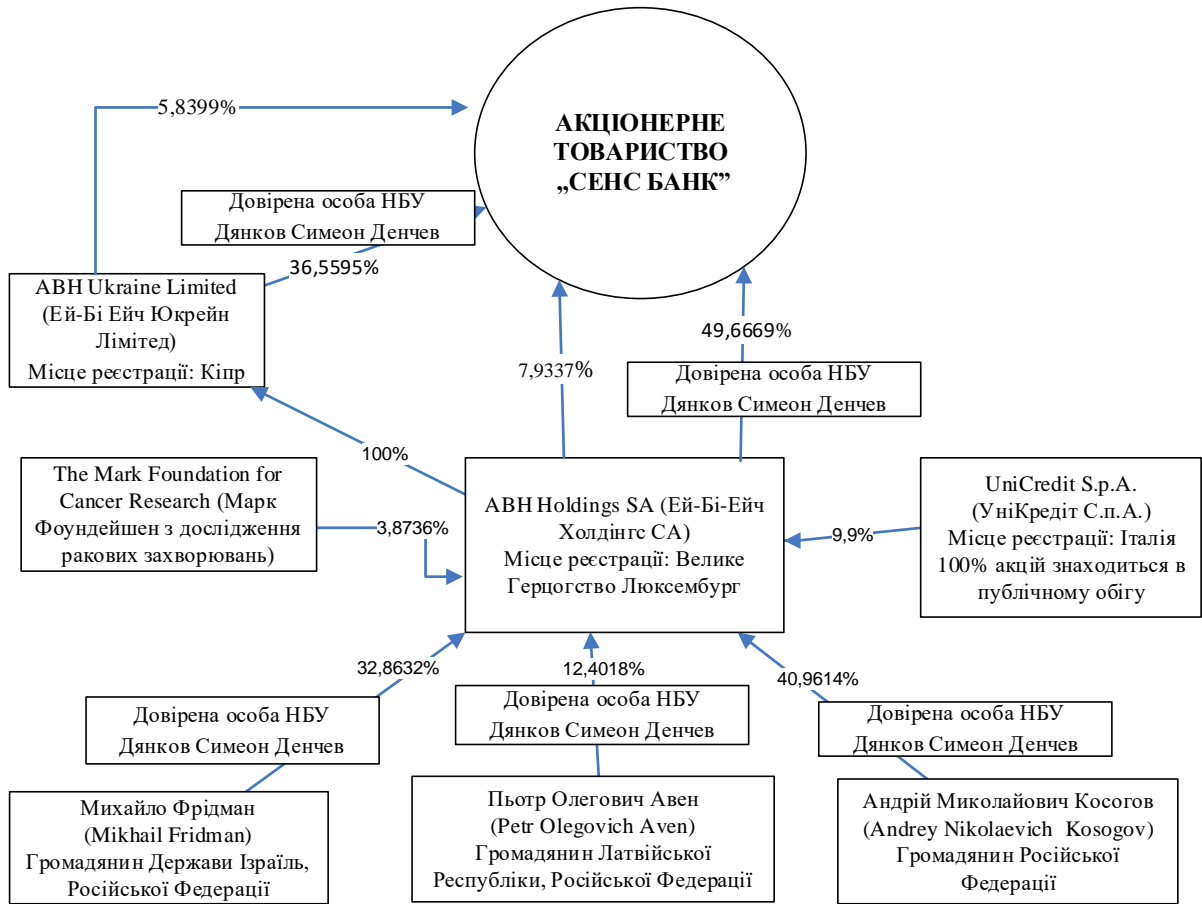 5,8399%
АКЦІОНЕРНЕ
ТОВАРИСТВО
„СЕНС БАНК”
Довірена особа НБУ
Дянков Симеон Денчев
36,5595%
ABH Ukraine Limited
(Ей-Бі Ейч Юкрейн
Лімітед)
Місце реєстрації: Кіпр
7,9337%
49,6669%
Довірена особа НБУ
Дянков Симеон Денчев
100%
The Mark Foundation for
Cancer Research (Марк
Фоундейшен з дослідження
ракових захворювань)
3,8736%
ABH Holdings SA (Ей-Бі-Ейч
Холдінгс СА)
Місце реєстрації: Велике
Герцогство Люксембург
9,9%
UniCredit S.p.A.
(УніКредіт С.п.А.)
Місце реєстрації: Італія
100% акцій знаходиться в
публічному обігу
32,8632%
12,4018%
40,9614%
Довірена особа НБУ
Дянков Симеон Денчев
Довірена особа НБУ
Дянков Симеон Денчев
Довірена особа НБУ
Дянков Симеон Денчев
Михайло Фрідман
(Mikhail Fridman)
Громадянин Держави Ізраїль,
Російської Федерації
Пьотр Олегович Авен
(Petr Olegovich Aven)
Громадянин Латвійської
Республіки, Російської Федерації
Андрій Миколайович Косогов
(Andrey Nikolaevich Kosogov)
Громадянин Російської
Федерації